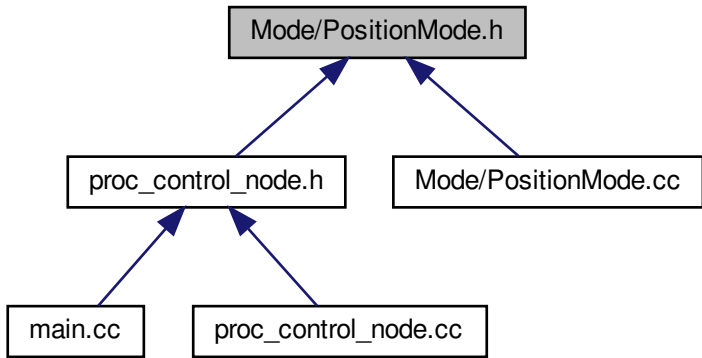 Mode/PositionMode.h
proc_control_node.h
Mode/PositionMode.cc
main.cc
proc_control_node.cc